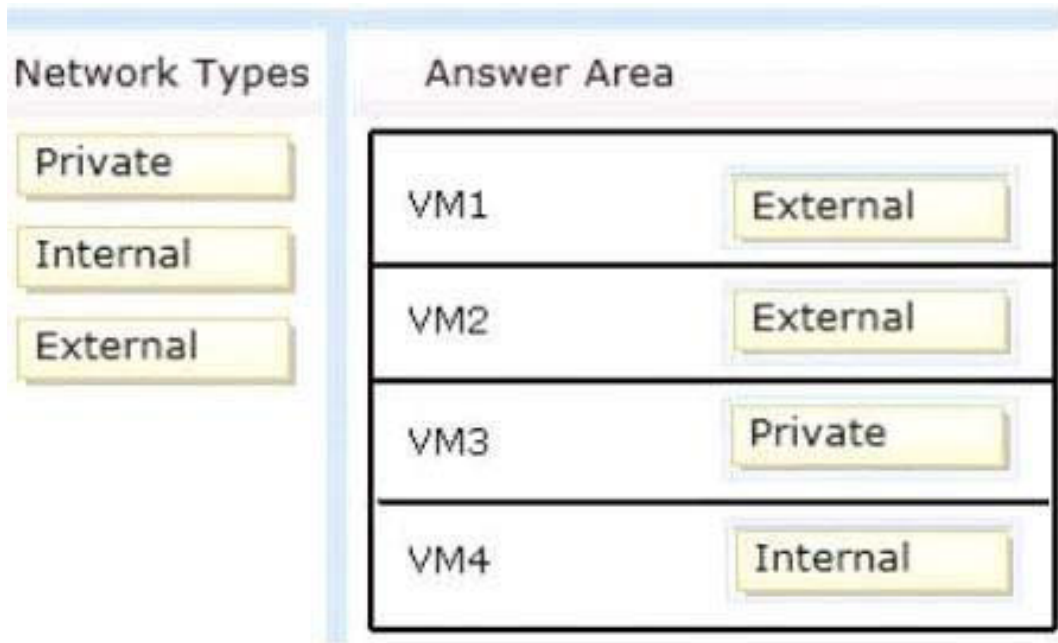 Network Types
Answer Area
Private
Internal
External
VM1
External
VM2
External
VM3
Private
VM4
Internal